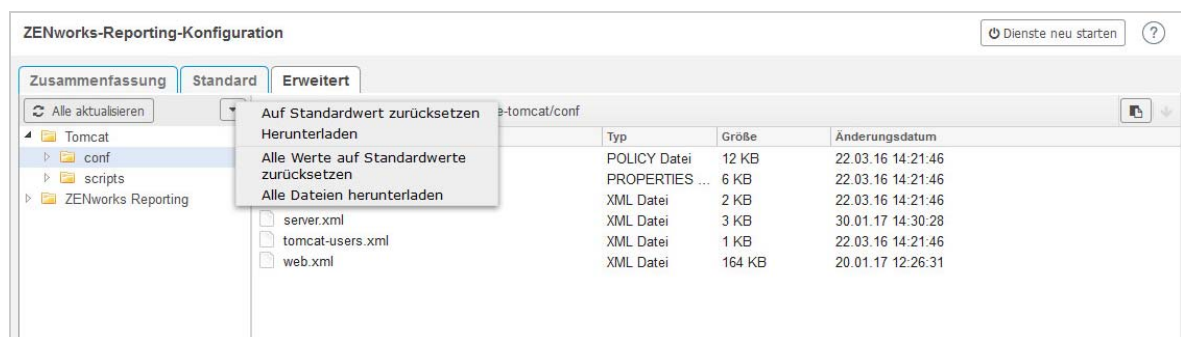 ZENworks-Reporting-Konfiguration
Dienste neu starten
?
Zusammenfassung Standard Erweitert
Alle aktualisieren
e-tomcat/conf
Auf Standardwert zurücksetzen
Herunterladen
Alle Werte auf Standardwerte
zurücksetzen
Alle Dateien herunterladen
Tomcat
conf
scripts
ZENworks Reporting
Typ Größe Änderungsdatum
POLICY Datei 12 KB 22.03.16 14:21:46
PROPERTIES ... 6 KB 22.03.16 14:21:46
XML Datei 2 KB 22.03.16 14:21:46
server.xml XML Datei 3 KB 30.01.17 14:30:28
tomcat-users.xml XML Datei 1 KB 22.03.16 14:21:46
web.xml XML Datei 164 KB 20.01.17 12:26:31